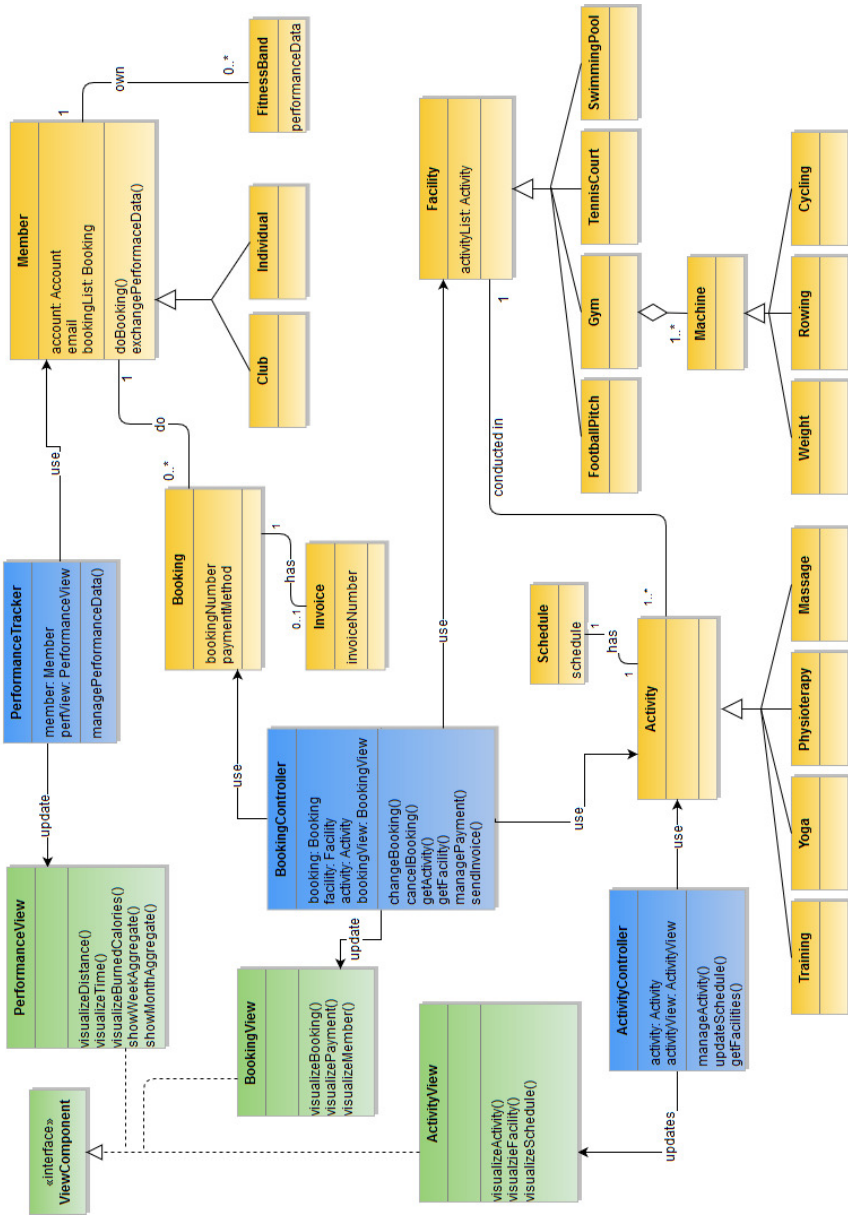 «interface»
ViewComponent
PerformanceView
visualizeDistance()
visualizeTime()
visualizeBurnedCalories()
showWeekAggregate()
showMonthAggregate()
update
PerformanceTracker
member: Member
perfView: PerformanceView
managePerformanceData()
use
Member
account: Account
email
bookingList: Booking
doBooking()
exchangePerformaceData()
1
own
0..*
FitnessBand
performanceData
Club
Individual
1
do
0..*
Booking
bookingNumber
paymentMethod
1
has
0..1
Invoice
invoiceNumber
BookingView
visualizeBooking()
visualizePayment()
visualizeMember()
update
BookingController
booking: Booking
facility: Facility
activity: Activity
bookingView: BookingView
changeBooking()
cancelBooking()
getActivity()
getFacility()
managePayment()
sendInvoice()
use
use
use
Facility
activityList: Activity
1
conducted in
1..*
FootballPitch
Gym
TennisCourt
SwimmingPool
1..*
Machine
Weight
Rowing
Cycling
ActivityView
visualizeActivity()
visualzieFacility()
visualizeSchedule()
updates
ActivityController
activity: Activity
activityView: ActivityView
manageActivity()
updateSchedule()
getFacilities()
use
Schedule
schedule
1
has
1
Activity
Training
Yoga
Physioterapy
Massage